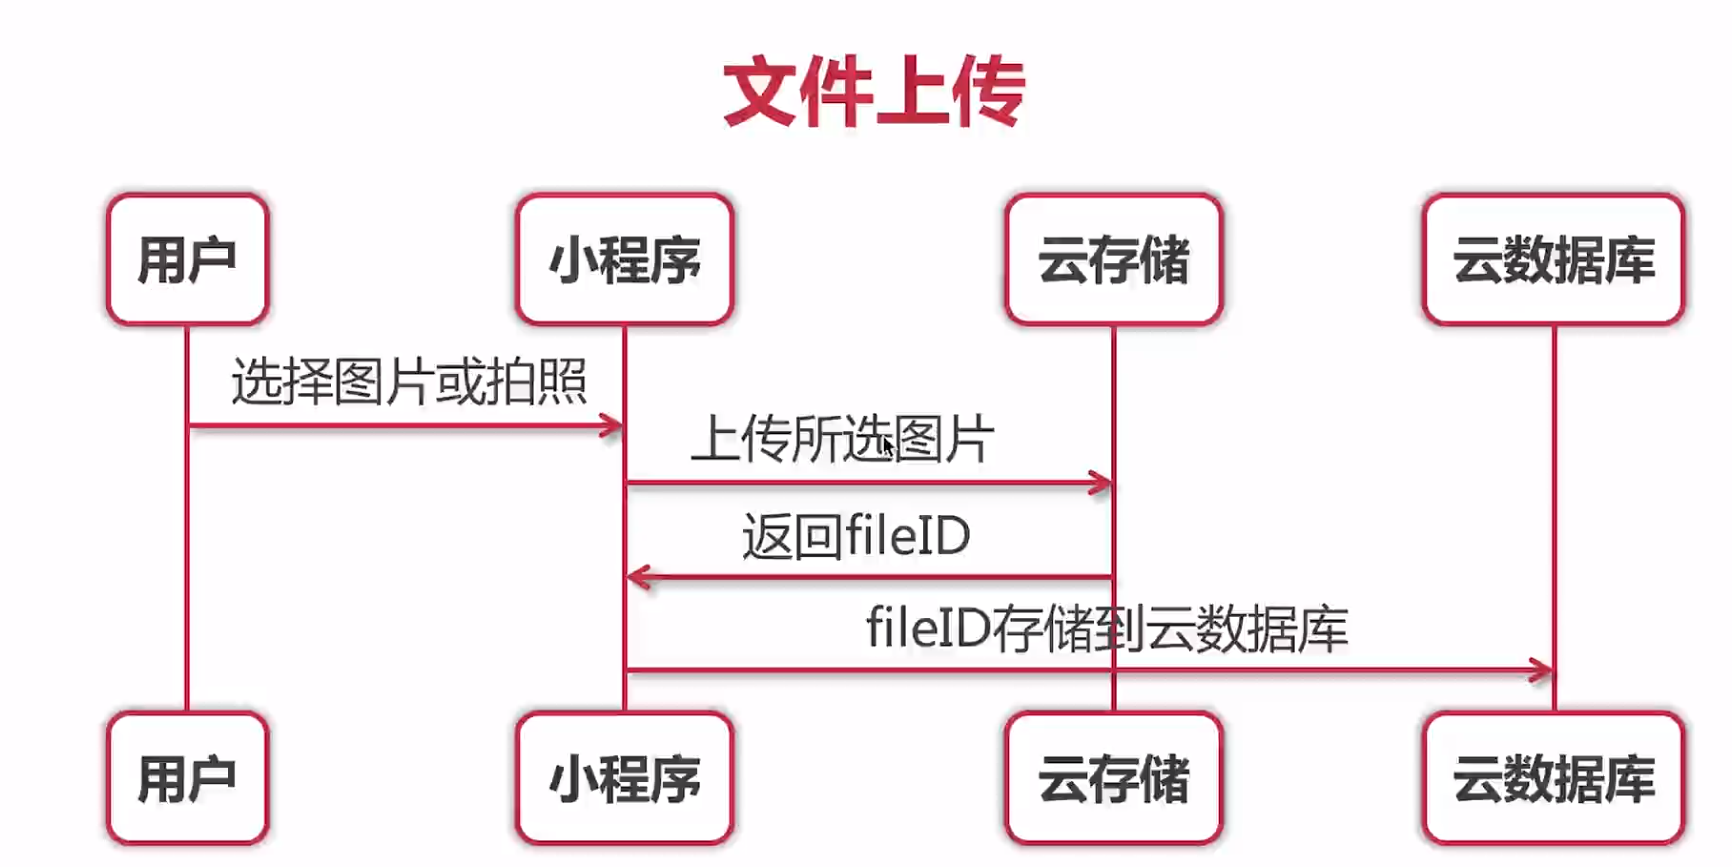 文件上传
用户
小程序
云存储
云数据库
选择图片或拍照
上传所选图片
返回fileID
fileID存储到云数据库
用户
小程序
云存储
云数据库